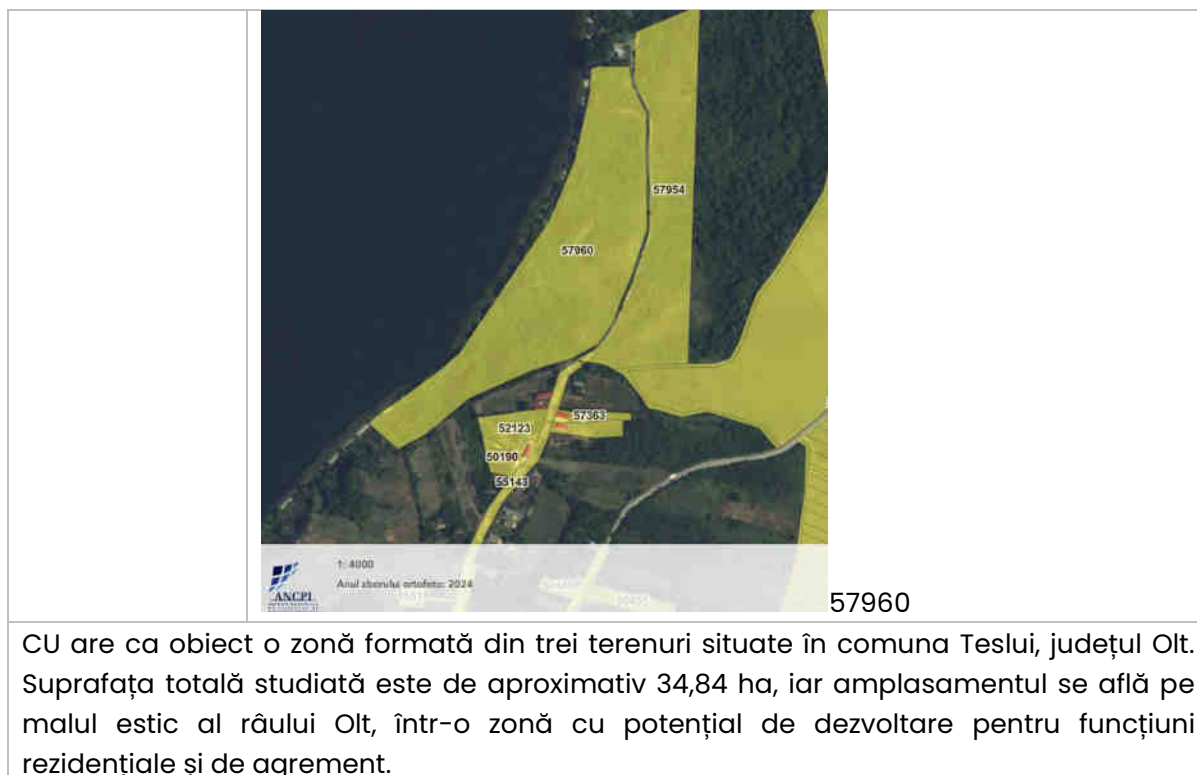 57954
57960
57363
52123
50190
55143
1: 4000
Anul zborului ortofoto: 2024
ANCPI
57960
CU are ca obiect o zonă formată din trei terenuri situate în comuna Teslui, județul Olt.
Suprafața totală studiată este de aproximativ 34,84 ha, iar amplasamentul se află pe
malul estic al râului Olt, într-o zonă cu potențial de dezvoltare pentru funcțiuni
rezidențiale și de agrement.